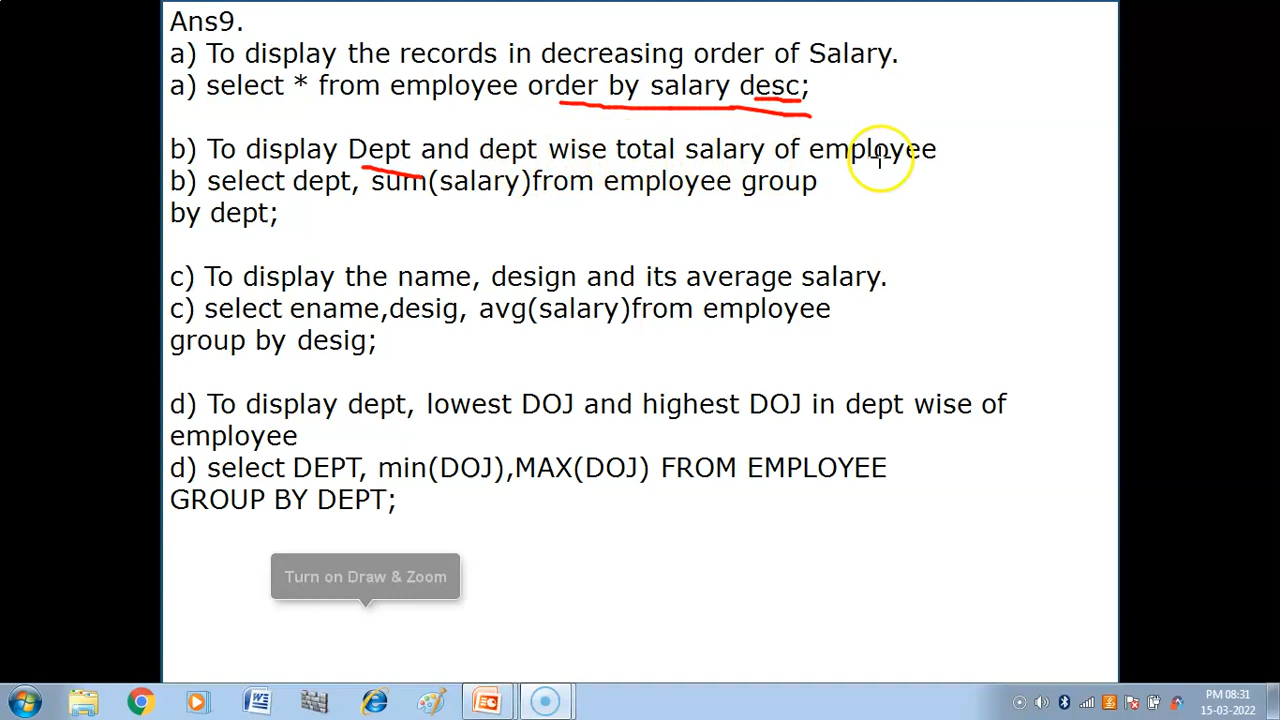 Ans9.
a) To display the records in decreasing order of Salary.
a) select * from employee order by salary desc;
b) To display Dept and dept wise total salary of employee
b) select dept, sum(salary)from employee group
by dept;
c) To display the name, design and its average salary.
c) select ename,desig, avg(salary)from employee
group by desig;
d) To display dept, lowest DOJ and highest DOJ in dept wise of
employee
d) select DEPT, min(DOJ),MAX(DOJ) FROM EMPLOYEE
GROUP BY DEPT;
Turn on Draw & Zoom
PM 08:31
15-03-2022